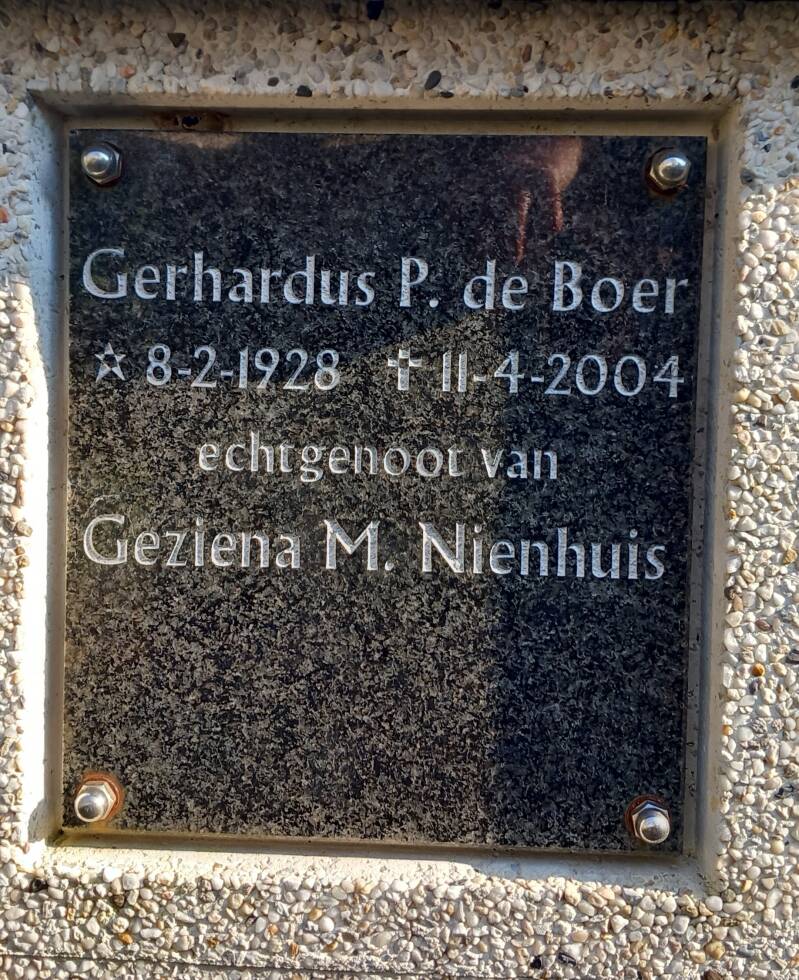 Gerhardus P. de Boer
☆ 8-2-1928 ✝ 11-4-2004
echtgenoot van
Geziena M. Nienhuis